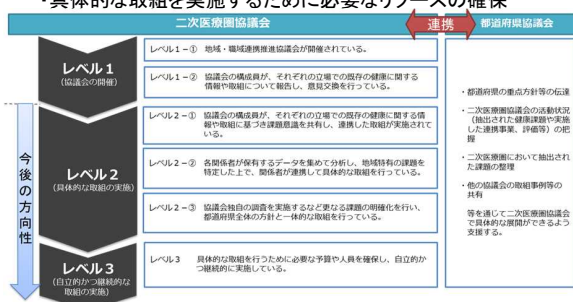 ・具体的な取組を実施するために必要なリソースの確保
二次医療圏協議会
連携
都道府県協議会
今後の方向性
レベル１
(協議会の開催)
レベル１－① 地域・職域連携推進協議会が開催されている。
レベル１－② 協議会の構成員が、それぞれの立場での既存の健康に関する
情報や取組について報告し、意見交換を行っている。
レベル２
(具体的な取組の実施)
レベル２－① 協議会の構成員が、それぞれの立場での既存の健康に関する情
報や取組に基づき課題意識を共有し、連携した取組が実施されて
いる。
レベル２－② 各関係者が保有するデータを集めて分析し、地域特有の課題を
特定した上で、関係者が連携して具体的な取組を行っている。
レベル２－③ 協議会独自の調査を実施するなど更なる課題の明確化を行い、
都道府県全体の方針と一体的な取組を行っている。
レベル３
(自立的かつ継続的な
取組の実施)
レベル３ 具体的な取組を行うために必要な予算や人員を確保し、自立的か
つ継続的に実施している。
・都道府県の重点方針等の伝達
・二次医療圏協議会の活動状況
(抽出された健康課題や実施
した連携事業、評価等)の把
握
・二次医療圏において抽出され
た課題の整理
・他の協議会の取組事例等の
共有
等を通じて二次医療圏協議会
で具体的な展開ができるよう
支援する。